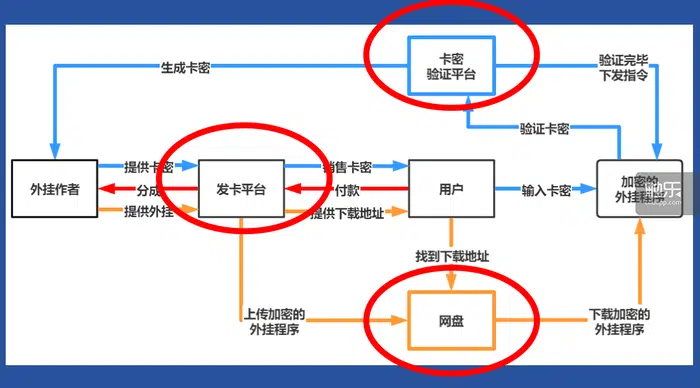 卡密
验证平台
生成卡密
验证完毕
下发指令
验证卡密
提供卡密
销售卡密
外挂作者
分成
发卡平台
付款
用户
输入卡密
加密的
外挂程序
提供外挂
提供下载地址
触乐
找到下载地址
上传加密的
外挂程序
网盘
下载加密的
外挂程序